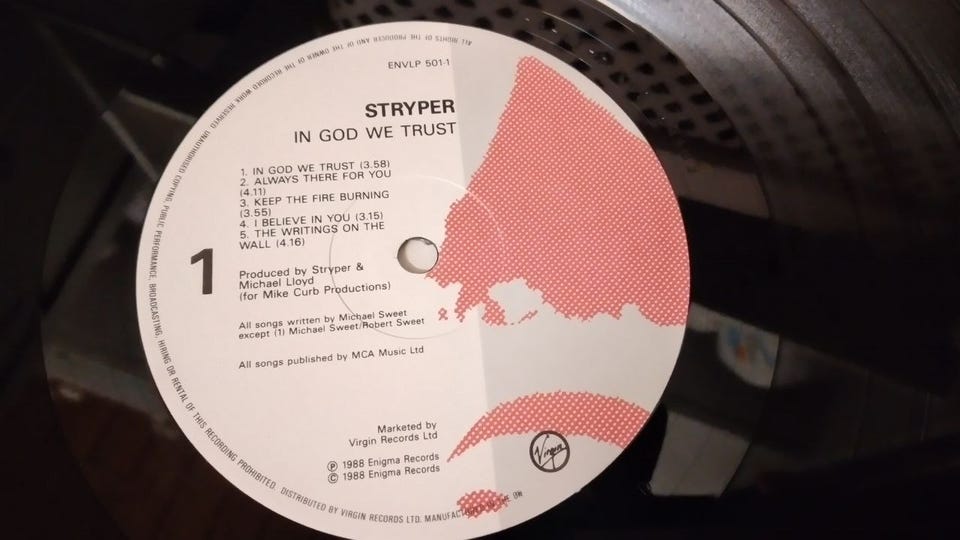 ENVLP 501-1
STRYPER
IN GOD WE TRUST
1. IN GOD WE TRUST (3.58)
2. ALWAYS THERE FOR YOU
(4.11)
3. KEEP THE FIRE BURNING
(3.55)
4. I BELIEVE IN YOU (3.15)
5. THE WRITINGS ON THE
WALL (4.16)
1
Produced by Stryper &
Michael Lloyd
(for Mike Curb Productions)
All songs written by Michael Sweet
except (1) Michael Sweet/Robert Sweet
All songs published by MCA Music Ltd
Marketed by
Virgin Records Ltd
℗ 1988 Enigma Records
© 1988 Enigma Records
Virgin
ALL RIGHTS OF THE PRODUCER AND OF THE OWNER OF THE RECORDED WORK RESERVED. UNAUTHORISED COPYING, PUBLIC PERFORMANCE, BROADCASTING, HIRING OR RENTAL OF THIS RECORDING PROHIBITED. DISTRIBUTED BY VIRGIN RECORDS LTD. MANUFACTURED IN THE UK